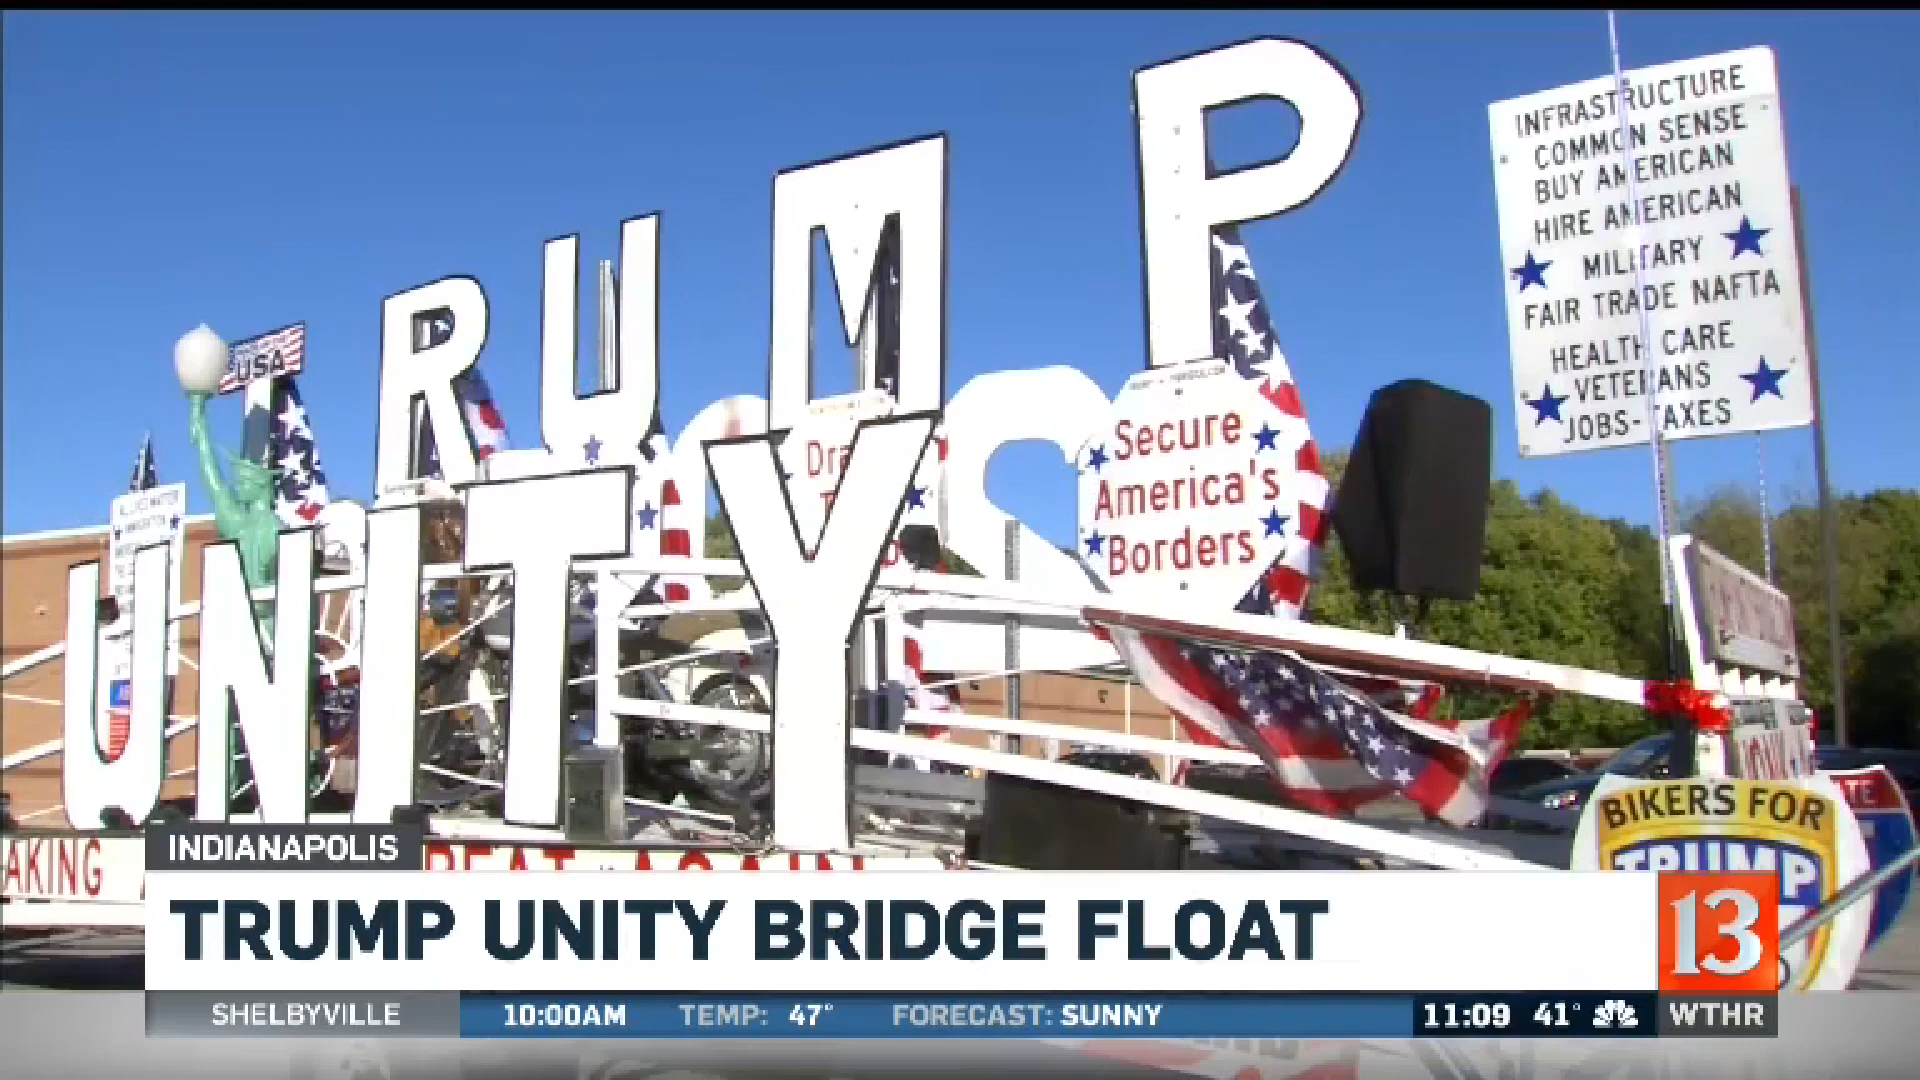 TRUMP
USA
UNITY
Secure
America's
Borders
INFRASTRUCTURE
COMMON SENSE
BUY AMERICAN
HIRE AMERICAN
MILITARY
FAIR TRADE NAFTA
HEALTH CARE
VETERANS
JOBS-TAXES
BIKERS FOR
TRUMP
AKING
REAT AGAIN
INDIANAPOLIS
TRUMP UNITY BRIDGE FLOAT
13
SHELBYVILLE 10:00AM TEMP: 47° FORECAST: SUNNY 11:09 41° WTHR